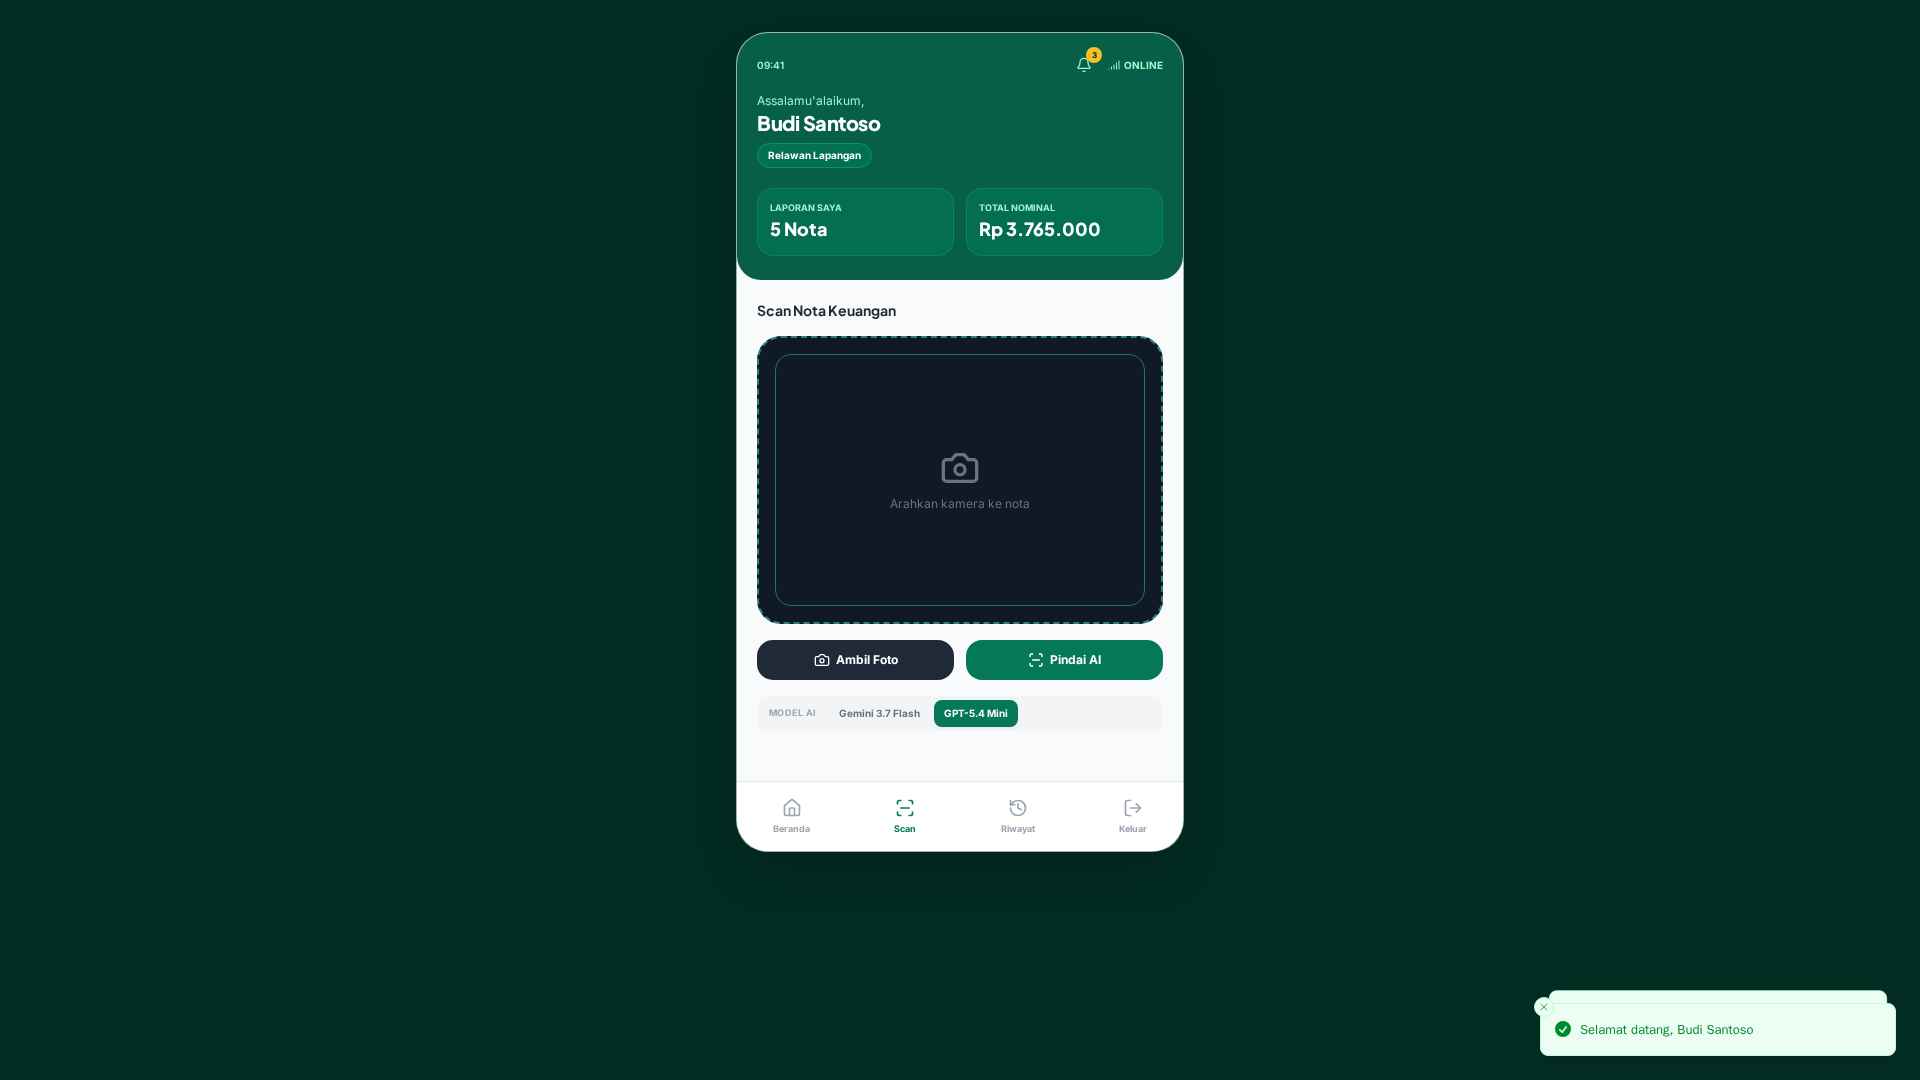 09:41
3
ONLINE
Assalamu'alaikum,
Budi Santoso
Relawan Lapangan
LAPORAN SAYA
5 Nota
TOTAL NOMINAL
Rp 3.765.000
Scan Nota Keuangan
Arahkan kamera ke nota
Ambil Foto
Pindai AI
MODEL AI
Gemini 3.7 Flash
GPT-5.4 Mini
Beranda
Scan
Riwayat
Keluar
Selamat datang, Budi Santoso